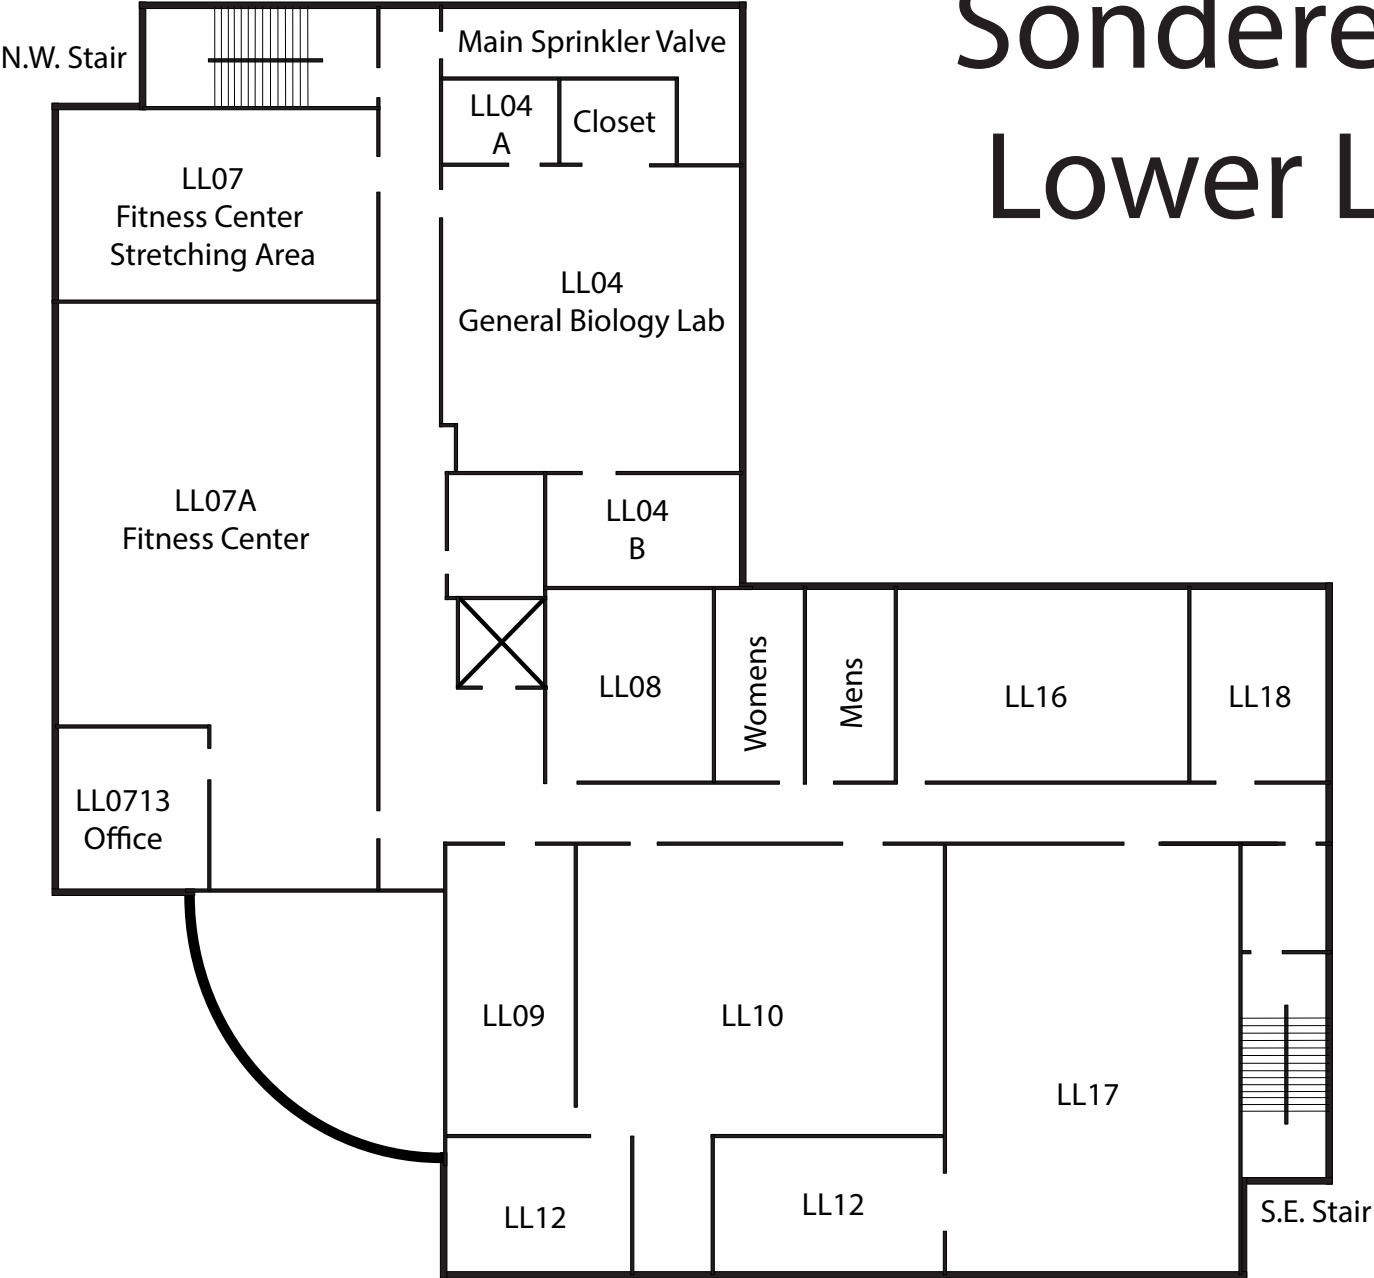 Sondere
Lower L
N.W. Stair
Main Sprinkler Valve
LL04
A
Closet
LL07
Fitness Center
Stretching Area
LL04
General Biology Lab
LL07A
Fitness Center
LL04
B
LL08
Womens
Mens
LL16
LL18
LL0713
Office
LL09
LL10
LL17
LL12
LL12
S.E. Stair